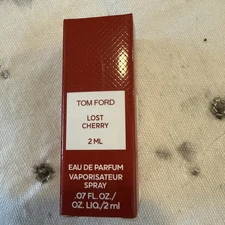 TOM FORD
LOST
CHERRY
2 ML
EAU DE PARFUM
VAPORISATEUR
SPRAY
.07 FL.OZ./
OZ. LIQ./2 ml